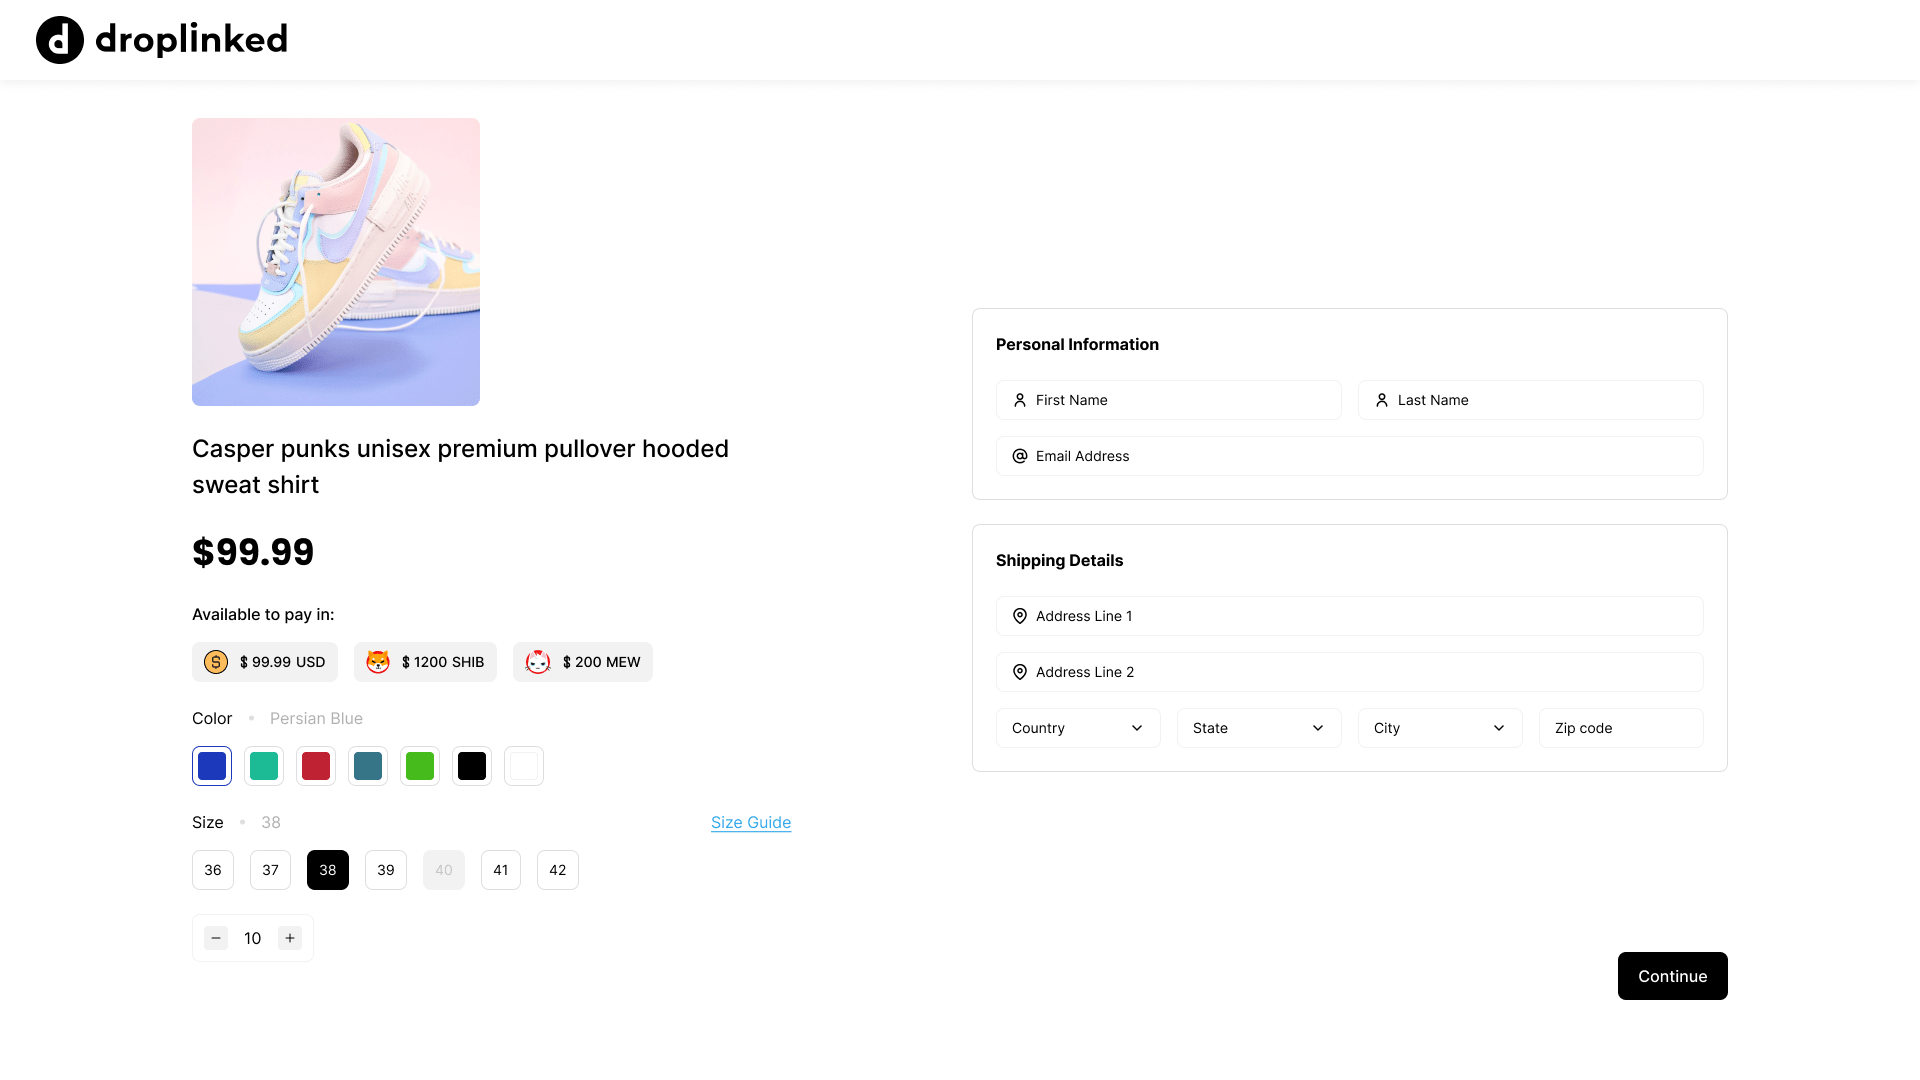 droplinked
Casper punks unisex premium pullover hooded
sweat shirt
$99.99
Available to pay in:
$ 99.99 USD
$ 1200 SHIB
$ 200 MEW
Color • Persian Blue
Size • 38
Size Guide
36 37 38 39 40 41 42
− 10 +
Personal Information
First Name
Last Name
Email Address
Shipping Details
Address Line 1
Address Line 2
Country
State
City
Zip code
Continue